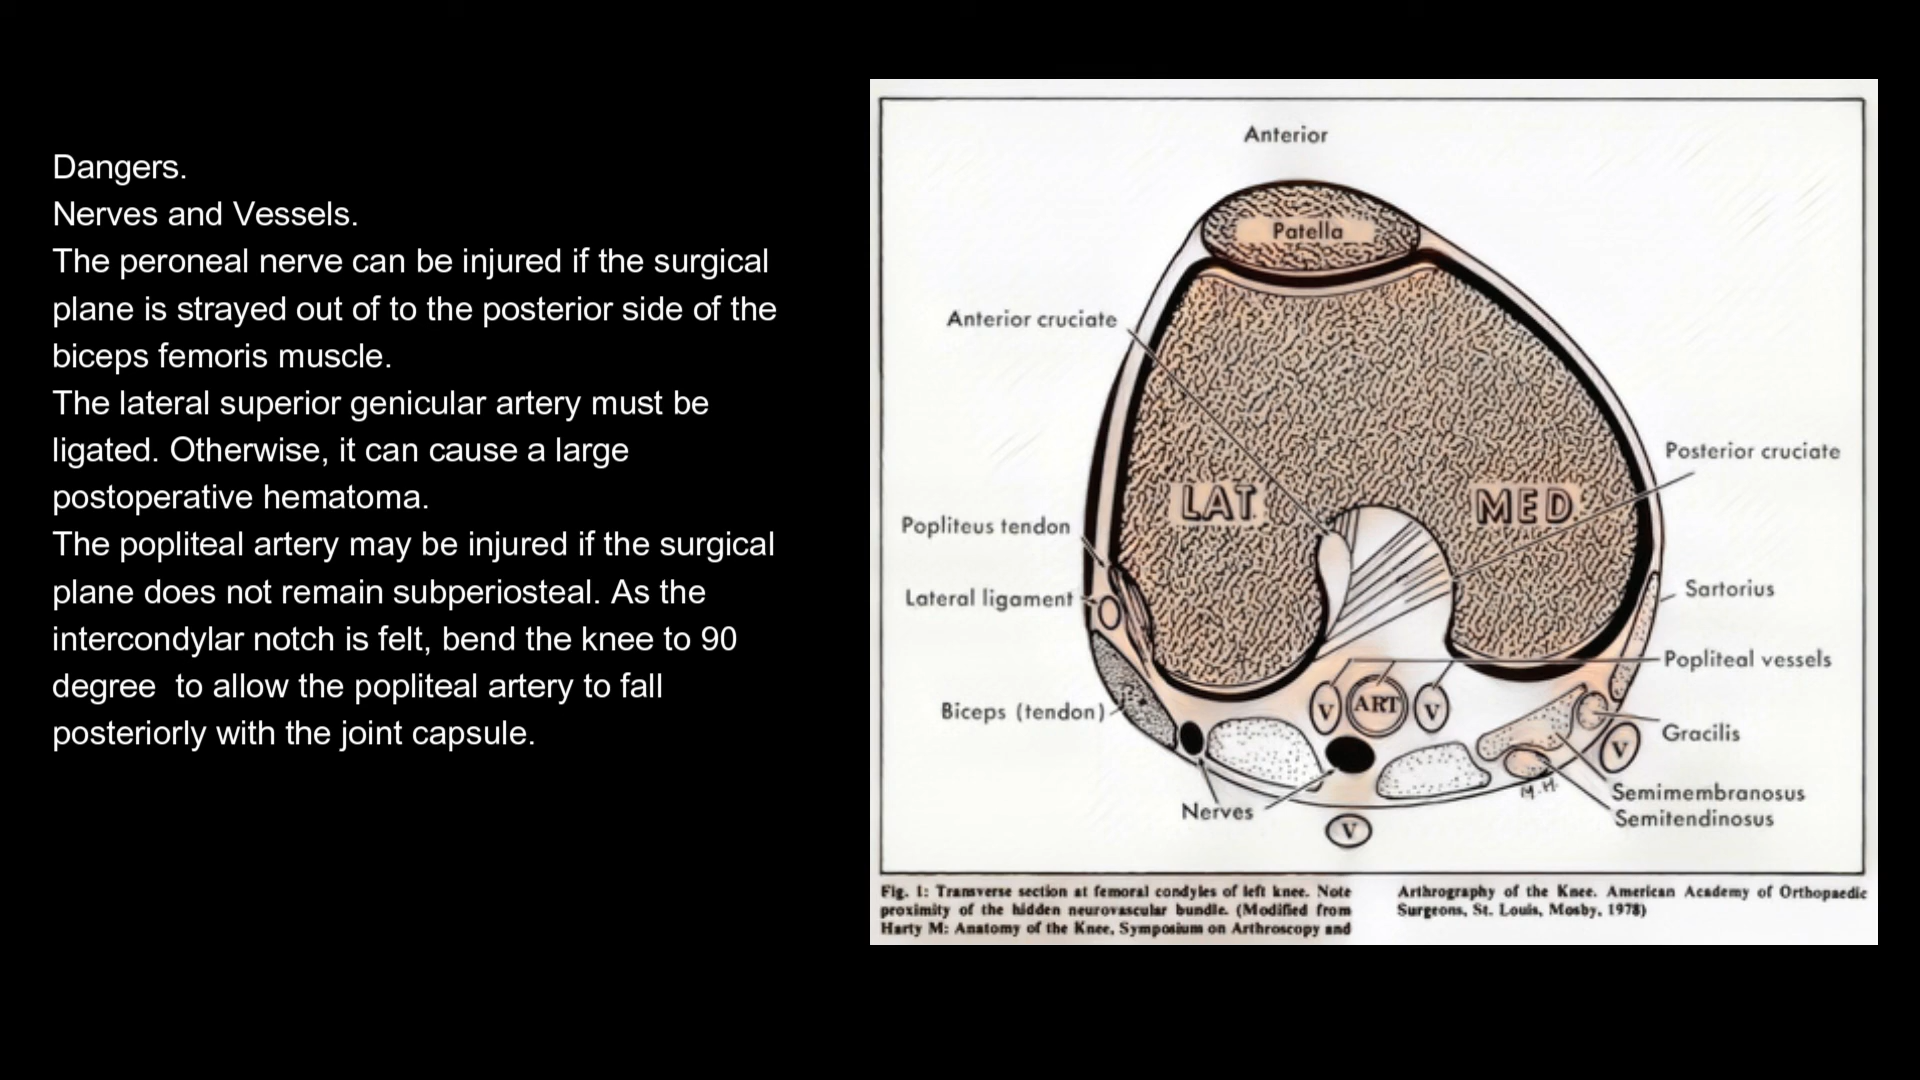 Dangers.
Nerves and Vessels.
The peroneal nerve can be injured if the surgical
plane is strayed out of to the posterior side of the
biceps femoris muscle.
The lateral superior genicular artery must be
ligated. Otherwise, it can cause a large
postoperative hematoma.
The popliteal artery may be injured if the surgical
plane does not remain subperiosteal. As the
intercondylar notch is felt, bend the knee to 90
degree  to allow the popliteal artery to fall
posteriorly with the joint capsule.
Anterior
Patella
Anterior cruciate
Posterior cruciate
LAT
MED
Popliteus tendon
Lateral ligament
Sartorius
Popliteal vessels
Biceps (tendon)
V
ART
V
Gracilis
V
M.H.
Semimembranosus
Semitendinosus
Nerves
V
Fig. 1: Transverse section at femoral condyles of left knee. Note
proximity of the hidden neurovascular bundle. (Modified from
Harty M: Anatomy of the Knee, Symposium on Arthroscopy and
Arthrography of the Knee. American Academy of Orthopaedic
Surgeons, St. Louis, Mosby, 1978)